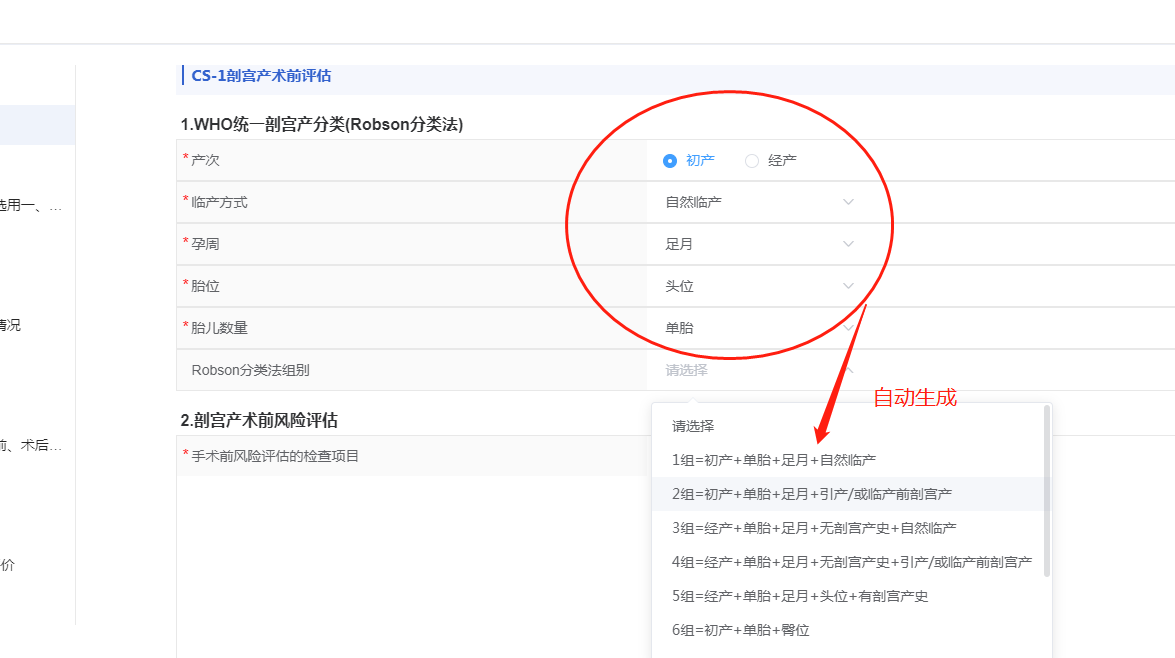 CS-1剖宫产术前评估
1.WHO统一剖宫产分类(Robson分类法)
*产次 初产 经产
*临产方式 自然临产
选用一、...
*孕周 足月
*胎位 头位
情况
*胎儿数量 单胎
Robson分类法组别 请选择
自动生成
2.剖宫产术前风险评估
请选择
前、术后...
*手术前风险评估的检查项目
1组=初产+单胎+足月+自然临产
2组=初产+单胎+足月+引产/或临产前剖宫产
3组=经产+单胎+足月+无剖宫产史+自然临产
4组=经产+单胎+足月+无剖宫产史+引产/或临产前剖宫产
价
5组=经产+单胎+足月+头位+有剖宫产史
6组=初产+单胎+臀位